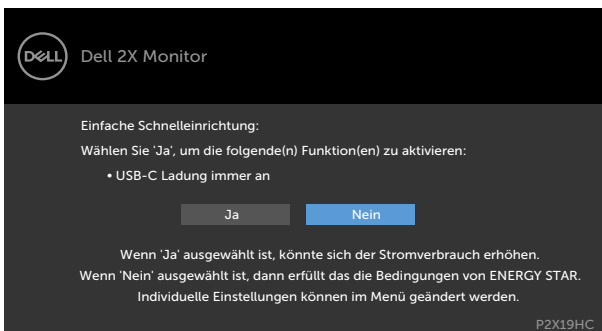 DELL
Dell 2X Monitor
Einfache Schnelleinrichtung:
Wählen Sie 'Ja', um die folgende(n) Funktion(en) zu aktivieren:
• USB-C Ladung immer an
Ja Nein
Wenn 'Ja' ausgewählt ist, könnte sich der Stromverbrauch erhöhen.
Wenn 'Nein' ausgewählt ist, dann erfüllt das die Bedingungen von ENERGY STAR.
Individuelle Einstellungen können im Menü geändert werden.
P2X19HC